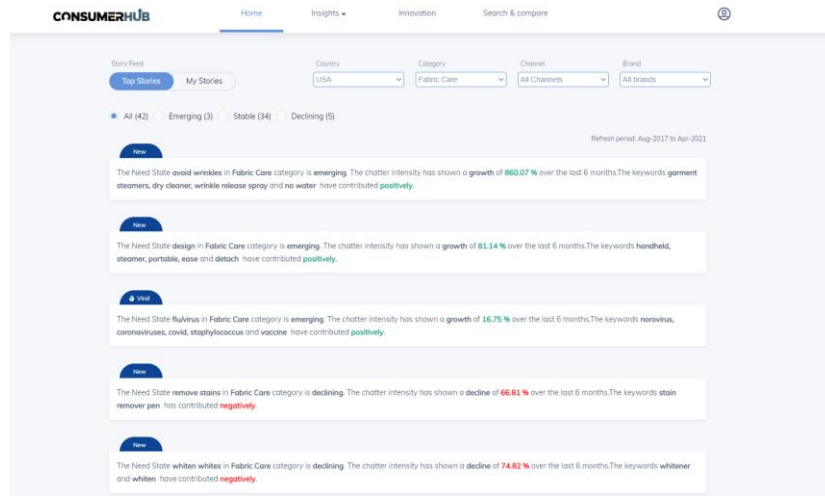 CONSUMERHUB
Home Insights Innovation Search & compare
Story Feed Country Category Channel Brand
Top Stories My Stories USA Fabric Care All Channels All brands
All (42) Emerging (3) Stable (34) Declining (5)
Refresh period: Aug-2017 to Apr-2021
New
The Need State avoid wrinkles in Fabric Care category is emerging. The chatter intensity has shown a growth of 860.07 % over the last 6 months.The keywords garment
steamers, dry cleaner, wrinkle release spray and no water have contributed positively.
New
The Need State design in Fabric Care category is emerging. The chatter intensity has shown a growth of 81.14 % over the last 6 months.The keywords handheld,
steamer, portable, ease and detach have contributed positively.
Viral
The Need State flu/virus in Fabric Care category is emerging. The chatter intensity has shown a growth of 16.75 % over the last 6 months.The keywords norovirus,
coronaviruses, covid, staphylococcus and vaccine have contributed positively.
New
The Need State remove stains in Fabric Care category is declining. The chatter intensity has shown a decline of 66.81 % over the last 6 months.The keywords stain
remover pen has contributed negatively.
New
The Need State whiten whites in Fabric Care category is declining. The chatter intensity has shown a decline of 74.82 % over the last 6 months.The keywords whitener
and whiten have contributed negatively.